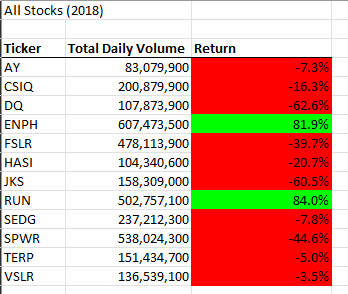 All Stocks (2018)
Ticker Total Daily Volume Return
AY 83,079,900 -7.3%
CSIQ 200,879,900 -16.3%
DQ 107,873,900 -62.6%
ENPH 607,473,500 81.9%
FSLR 478,113,900 -39.7%
HASI 104,340,600 -20.7%
JKS 158,309,000 -60.5%
RUN 502,757,100 84.0%
SEDG 237,212,300 -7.8%
SPWR 538,024,300 -44.6%
TERP 151,434,700 -5.0%
VSLR 136,539,100 -3.5%